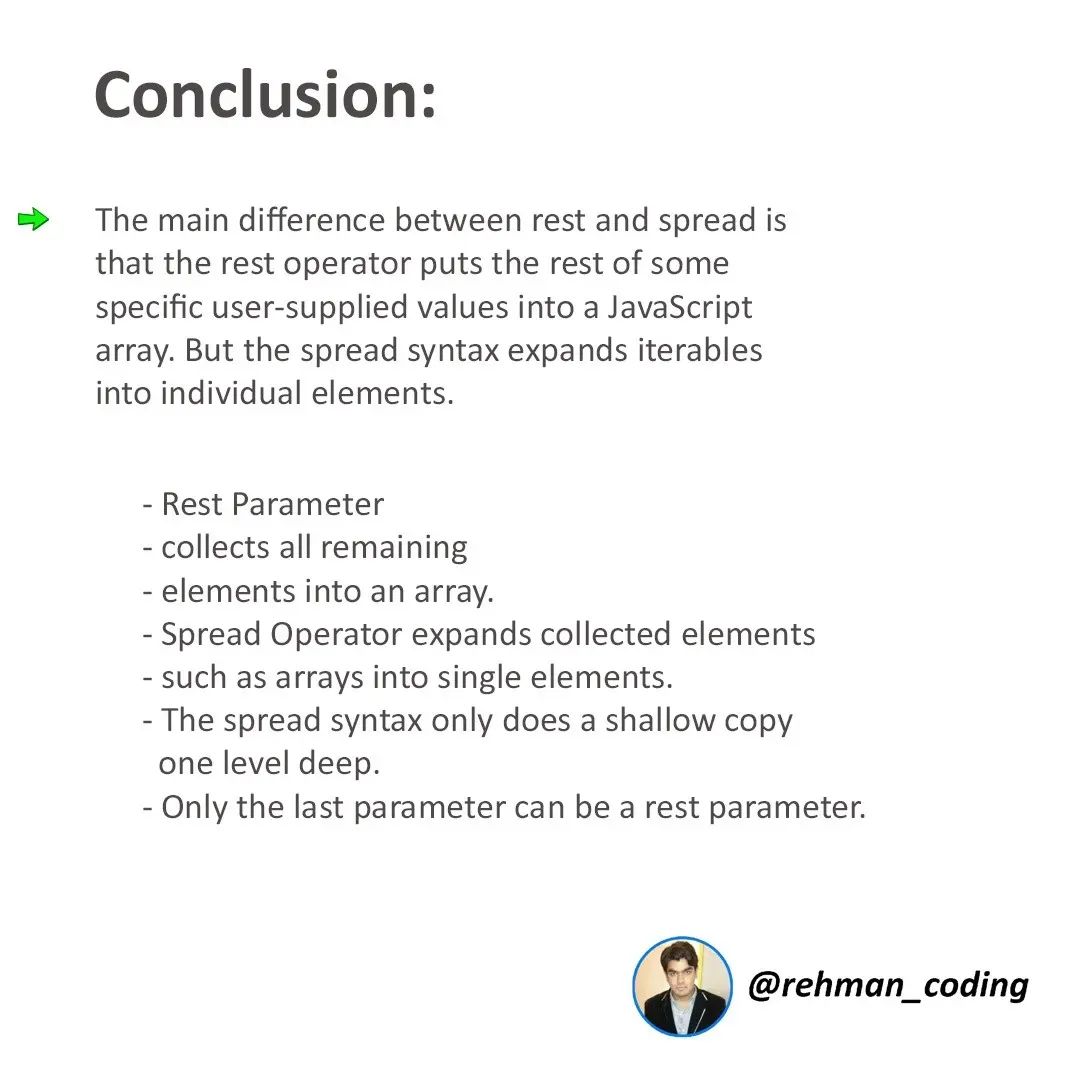 Conclusion:
The main difference between rest and spread is
that the rest operator puts the rest of some
specific user-supplied values into a JavaScript
array. But the spread syntax expands iterables
into individual elements.
- Rest Parameter
- collects all remaining
- elements into an array.
- Spread Operator expands collected elements
- such as arrays into single elements.
- The spread syntax only does a shallow copy
one level deep.
- Only the last parameter can be a rest parameter.
@rehman_coding